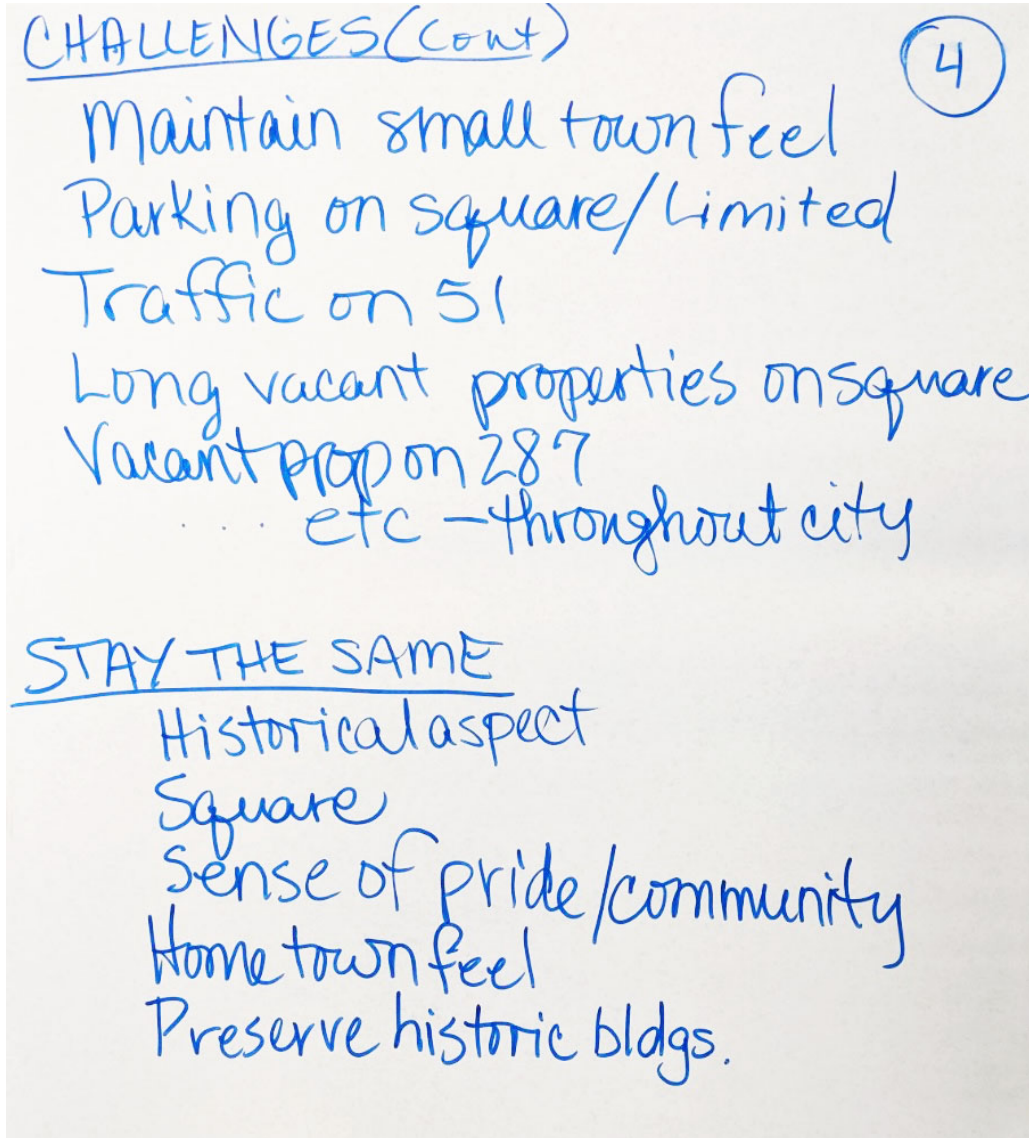 CHALLENGES (Cont)
4
Maintain small town feel
Parking on square/Limited
Traffic on 51
Long vacant properties on square
Vacant prop on 287
... etc - throughout city
STAY THE SAME
Historical aspect
Square
Sense of pride/community
Home town feel
Preserve historic bldgs.